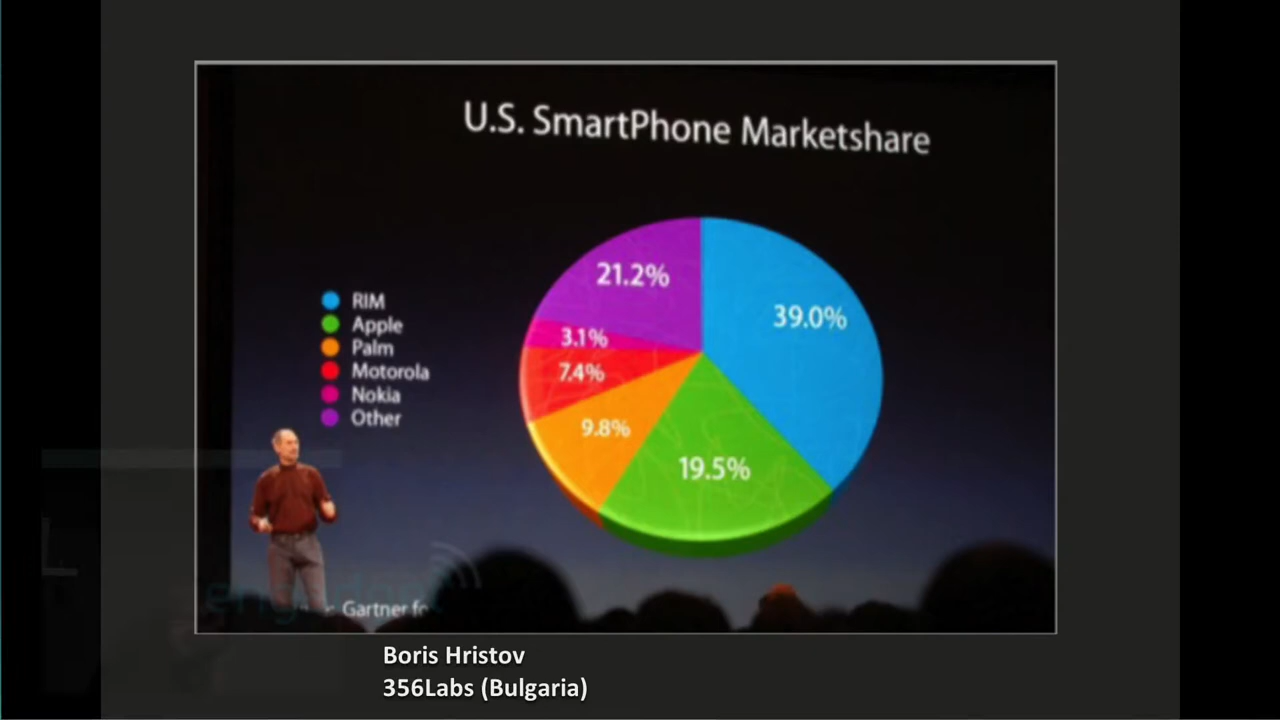 U.S. SmartPhone Marketshare
21.2%
39.0%
RIM
Apple
Palm
Motorola
Nokia
Other
3.1%
7.4%
9.8%
19.5%
engadget
Gartner
Boris Hristov
356Labs (Bulgaria)